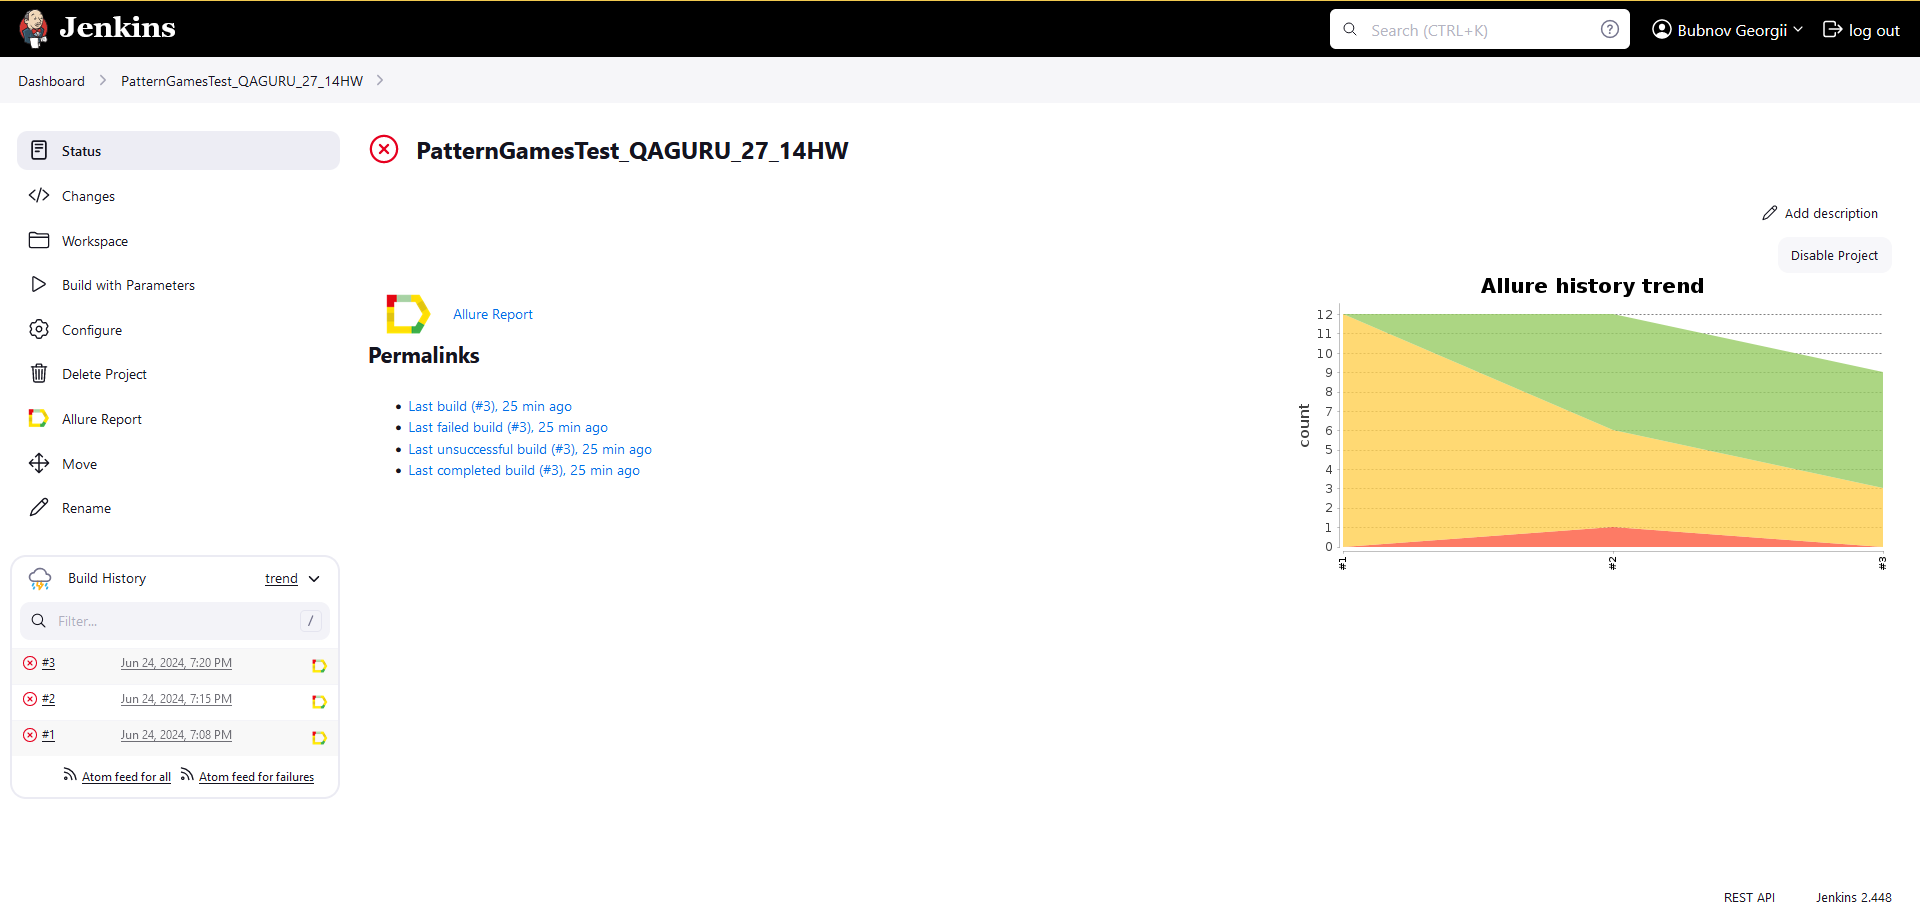 Jenkins
Search (CTRL+K)
Bubnov Georgii
log out
Dashboard
PatternGamesTest_QAGURU_27_14HW
Status
Changes
Workspace
Build with Parameters
Configure
Delete Project
Allure Report
Move
Rename
Build History
trend
Filter...
/
#3
Jun 24, 2024, 7:20 PM
#2
Jun 24, 2024, 7:15 PM
#1
Jun 24, 2024, 7:08 PM
Atom feed for all
Atom feed for failures
PatternGamesTest_QAGURU_27_14HW
Add description
Disable Project
Allure Report
Permalinks
Last build (#3), 25 min ago
Last failed build (#3), 25 min ago
Last unsuccessful build (#3), 25 min ago
Last completed build (#3), 25 min ago
Allure history trend
count
12
11
10
9
8
7
6
5
4
3
2
1
0
#1
#2
#3
REST API
Jenkins 2.448